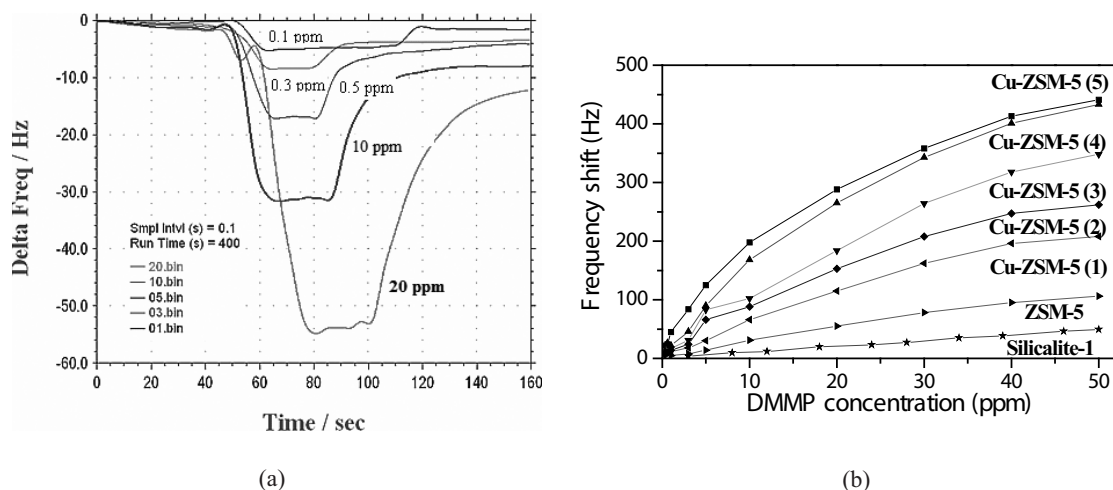 0
-10.0
-20.0
-30.0
-40.0
-50.0
-60.0
Delta Freq / Hz
0.1 ppm
0.3 ppm
0.5 ppm
10 ppm
20 ppm
Smpl Intvl (s) = 0.1
Run Time (s) = 400
20.bin
10.bin
05.bin
03.bin
01.bin
0 20 40 60 80 100 120 140 160
Time / sec
(a)
500
400
300
200
100
0
Frequency shift (Hz)
Cu-ZSM-5 (5)
Cu-ZSM-5 (4)
Cu-ZSM-5 (3)
Cu-ZSM-5 (2)
Cu-ZSM-5 (1)
ZSM-5
Silicalite-1
0 10 20 30 40 50
DMMP concentration (ppm)
(b)